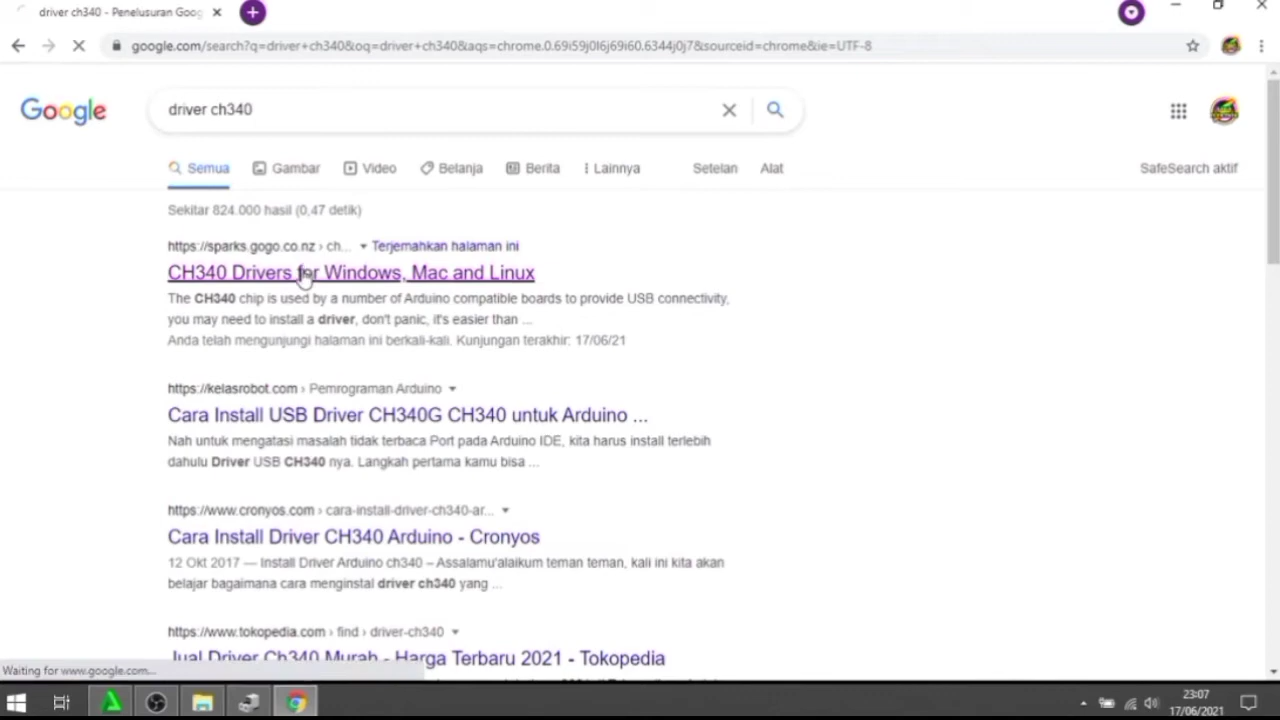 driver ch340 - Penelusuran Goog
google.com/search?q=driver+ch340&oq=driver+ch340&aqs=chrome.0.69i59j0l6j69i60.6344j0j7&sourceid=chrome&ie=UTF-8
Google
driver ch340
Semua Gambar Video Belanja Berita Lainnya Setelan Alat SafeSearch aktif
Sekitar 824.000 hasil (0,47 detik)
https://sparks.gogo.co.nz › ch... Terjemahkan halaman ini
CH340 Drivers for Windows, Mac and Linux
The CH340 chip is used by a number of Arduino compatible boards to provide USB connectivity,
you may need to install a driver, don't panic, it's easier than ...
Anda telah mengunjungi halaman ini berkali-kali. Kunjungan terakhir: 17/06/21
https://kelasrobot.com › Pemrograman Arduino
Cara Install USB Driver CH340G CH340 untuk Arduino ...
Nah untuk mengatasi masalah tidak terbaca Port pada Arduino IDE, kita harus install terlebih
dahulu Driver USB CH340 nya. Langkah pertama kamu bisa ...
https://www.cronyos.com › cara-install-driver-ch340-ar...
Cara Install Driver CH340 Arduino - Cronyos
12 Okt 2017 — Install Driver Arduino ch340 – Assalamu'alaikum teman teman, kali ini kita akan
belajar bagaimana cara menginstal driver ch340 yang ...
https://www.tokopedia.com › find › driver-ch340
Jual Driver Ch340 Murah - Harga Terbaru 2021 - Tokopedia
Waiting for www.google.com...
23:07
17/06/2021